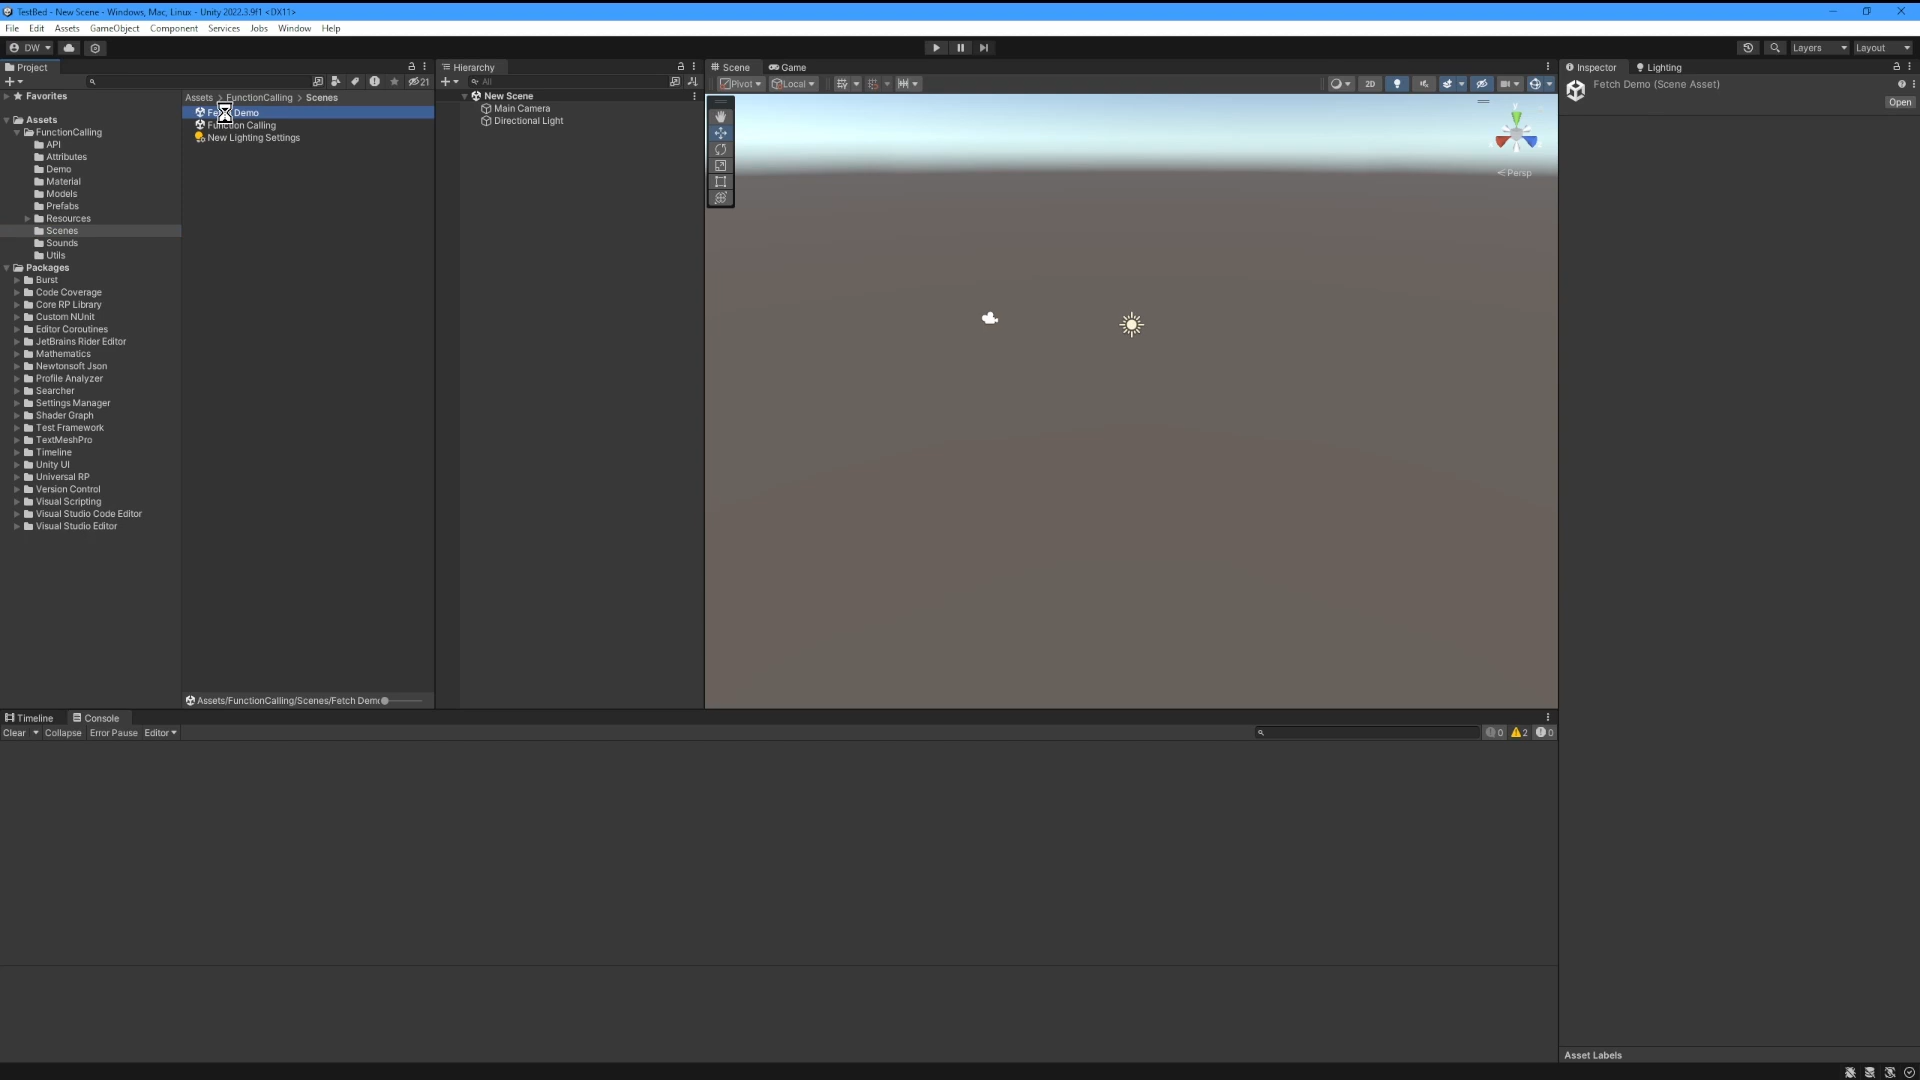 TestBed - New Scene - Windows, Mac, Linux - Unity 2022.3.9f1 <DX11>
File Edit Assets GameObject Component Services Jobs Window Help
DW Layers Layout
Project
21
Favorites
Assets
FunctionCalling
API
Attributes
Demo
Material
Models
Prefabs
Resources
Scenes
Sounds
Utils
Packages
Burst
Code Coverage
Core RP Library
Custom NUnit
Editor Coroutines
JetBrains Rider Editor
Mathematics
Newtonsoft Json
Profile Analyzer
Searcher
Settings Manager
Shader Graph
Test Framework
TextMeshPro
Timeline
Unity UI
Universal RP
Version Control
Visual Scripting
Visual Studio Code Editor
Visual Studio Editor
Assets > FunctionCalling > Scenes
Demo
Function Calling
New Lighting Settings
Assets/FunctionCalling/Scenes/Fetch Dem
Hierarchy
All
New Scene
Main Camera
Directional Light
Scene Game
Pivot Local 2D
y
< Persp
Inspector Lighting
Fetch Demo (Scene Asset)
Open
Asset Labels
Timeline Console
Clear Collapse Error Pause Editor
0 2 0